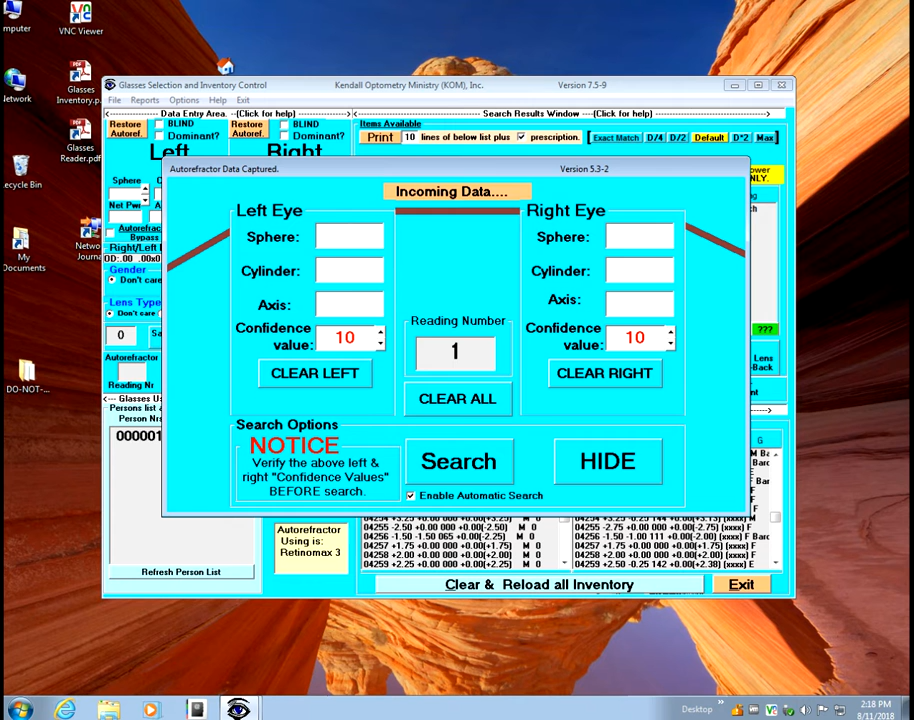 mputer
VNC Viewer
Glasses
Inventory.p..
Network
Glasses
Reader.pdf
ecycle Bin
My
Documents
Netwo
Journa
DO-NOT-...
Glasses Selection and Inventory Control
Kendall Optometry Ministry (KOM), Inc.
Version 7.5-9
File Reports Options Help Exit
<---------- Data Entry Area. --(Click for help)
Search Results Window --(Click for help)
Restore
Autoref.
BLIND
Dominant?
Restore
Autoref.
BLIND
Dominant?
Items Available
Print 10 lines of below list plus prescription.
Exact Match D/4 D/2 Default D*2 Max
Left
Right
ower
NLY.
Sphere
Net Pwr
Autorefrac
Bypass
Right/Left
OD:.00 .00x0
Gender
Don't care
Lens Type
Don't care
0
Sa
Autorefractor
Reading Nr
???
Lens
-Back
<--- Glasses Us
Persons list &
Person Nrs
000001
Refresh Person List
Autorefractor Data Captured.
Version 5.3-2
Incoming Data....
Left Eye
Sphere:
Cylinder:
Axis:
Confidence
value: 10
CLEAR LEFT
Reading Number
1
CLEAR ALL
Right Eye
Sphere:
Cylinder:
Axis:
Confidence
value: 10
CLEAR RIGHT
Search Options
NOTICE
Verify the above left &
right "Confidence Values"
BEFORE search.
Search
HIDE
Enable Automatic Search
G
Autorefractor
Using is:
Retinomax 3
04255 -2.50 +0.00 000 +0.00(-2.50) M 0
04256 -1.50 -1.50 065 +0.00(-2.25) M 0
04257 +1.75 +0.00 000 +0.00(+1.75) M 0
04258 +2.00 +0.00 000 +0.00(+2.00) M 0
04259 +2.25 +0.00 000 +0.00(+2.25) M 0
04255 -2.75 +0.00 000 +0.00(-2.75) (xxxx) F
04256 -1.50 -1.00 111 +0.00(-2.00) (xxxx) F Barc
04257 +1.75 +0.00 000 +0.00(+1.75) (xxxx) M
04258 +2.00 +0.00 000 +0.00(+2.00) (xxxx) E
04259 +2.50 -0.25 142 +0.00(+2.38) (xxxx) E
Clear & Reload all Inventory
Exit
Desktop
2:18 PM
8/11/2018